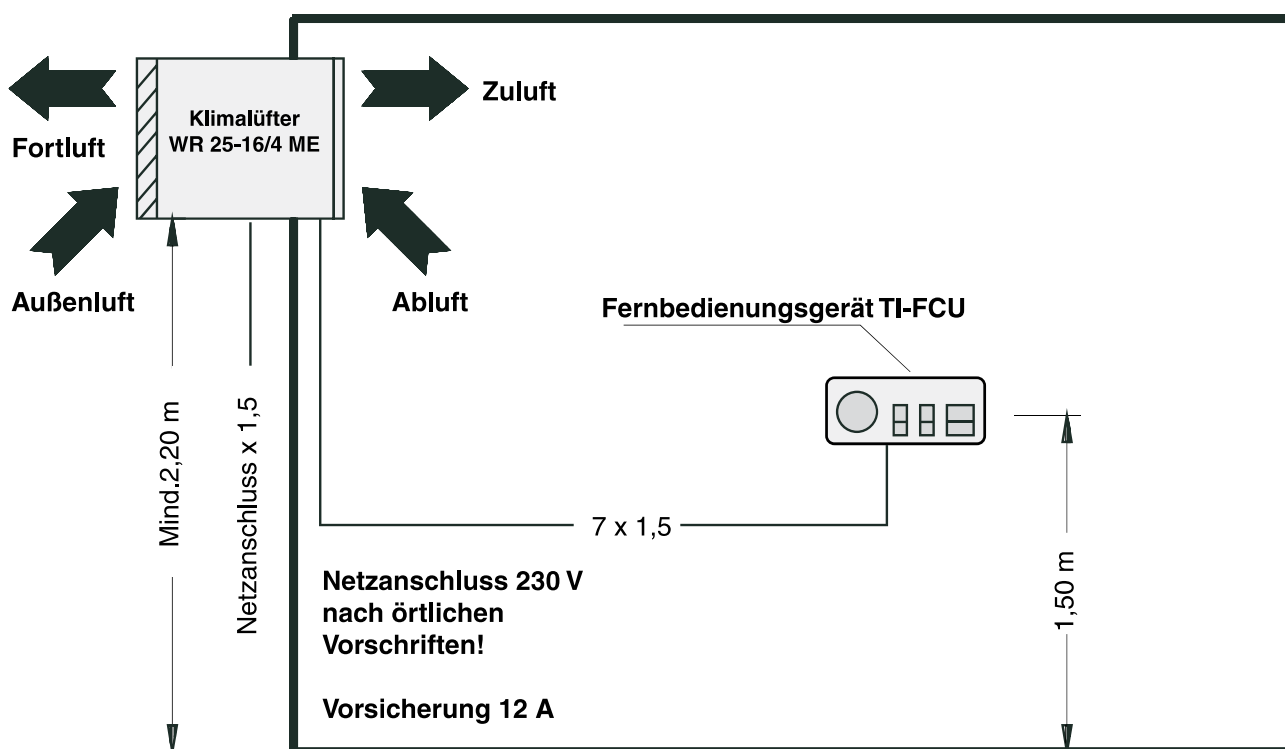 Klimalüfter
WR 25-16/4 ME
Zuluft
Fortluft
Außenluft
Abluft
Fernbedienungsgerät TI-FCU
Mind.2,20 m
Netzanschluss x 1,5
7 x 1,5
1,50 m
Netzanschluss 230 V
nach örtlichen
Vorschriften!
Vorsicherung 12 A